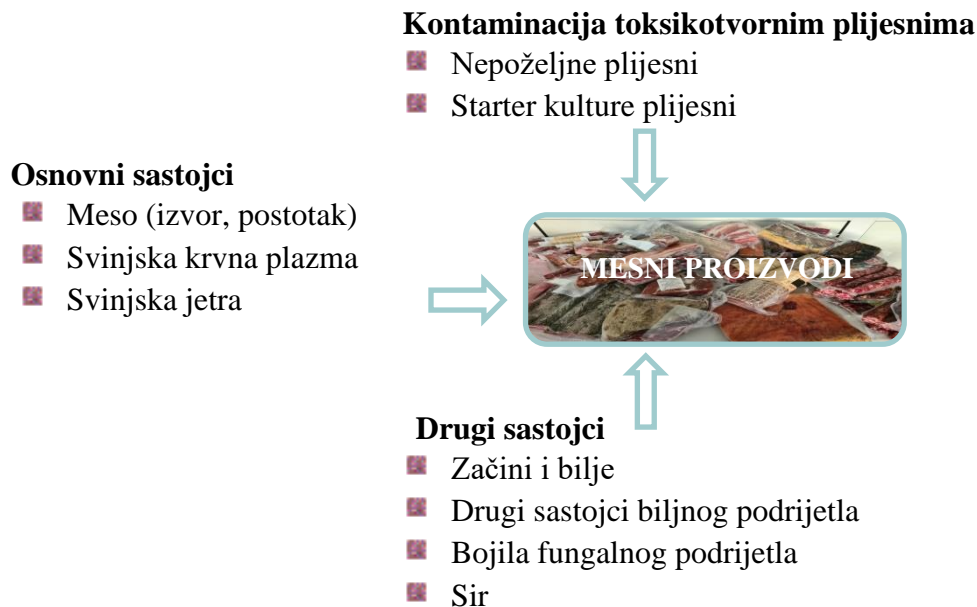 Kontaminacija toksikotvornim plijesnima
Nepoželjne plijesni
Starter kulture plijesni
Osnovni sastojci
Meso (izvor, postotak)
Svinjska krvna plazma
Svinjska jetra
MESNI PROIZVODI
Drugi sastojci
Začini i bilje
Drugi sastojci biljnog podrijetla
Bojila fungalnog podrijetla
Sir